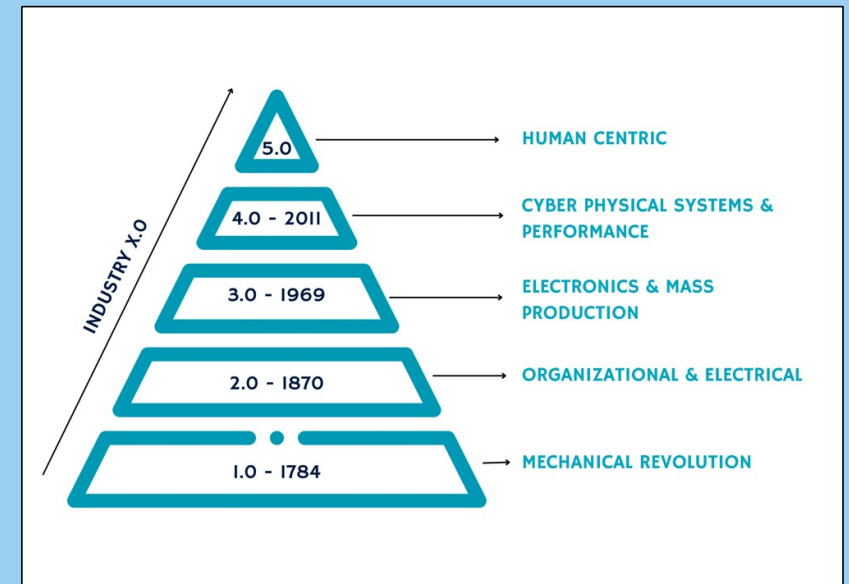 INDUSTRY X.0
5.0
HUMAN CENTRIC
4.0 - 2011
CYBER PHYSICAL SYSTEMS &
PERFORMANCE
3.0 - 1969
ELECTRONICS & MASS
PRODUCTION
2.0 - 1870
ORGANIZATIONAL & ELECTRICAL
1.0 - 1784
MECHANICAL REVOLUTION